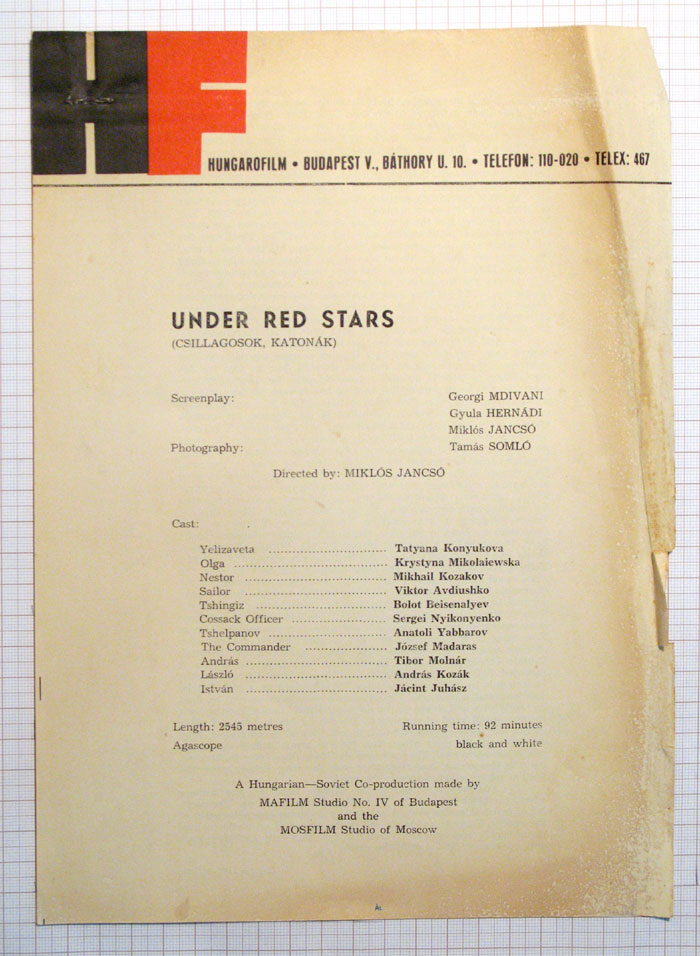 HF
HUNGAROFILM • BUDAPEST V., BÁTHORY U. 10. • TELEFON: 110-020 • TELEX: 467
UNDER RED STARS
(CSILLAGOSOK, KATONÁK)
Screenplay: Georgi MDIVANI
Gyula HERNÁDI
Miklós JANCSÓ
Photography: Tamás SOMLÓ
Directed by: MIKLÓS JANCSÓ
Cast:
Yelizaveta .............................. Tatyana Konyukova
Olga ....................................... Krystyna Mikolaiewska
Nestor .................................... Mikhail Kozakov
Sailor .................................... Viktor Avdiushko
Tshingiz ................................. Bolot Beisenalyev
Cossack Officer ........................ Sergei Nyikonyenko
Tshelpanov .............................. Anatoli Yabbarov
The Commander ..................... József Madaras
András .................................... Tibor Molnár
László .................................... András Kozák
István .................................... Jácint Juhász
Length: 2545 metres Running time: 92 minutes
Agascope black and white
A Hungarian—Soviet Co-production made by
MAFILM Studio No. IV of Budapest
and the
MOSFILM Studio of Moscow